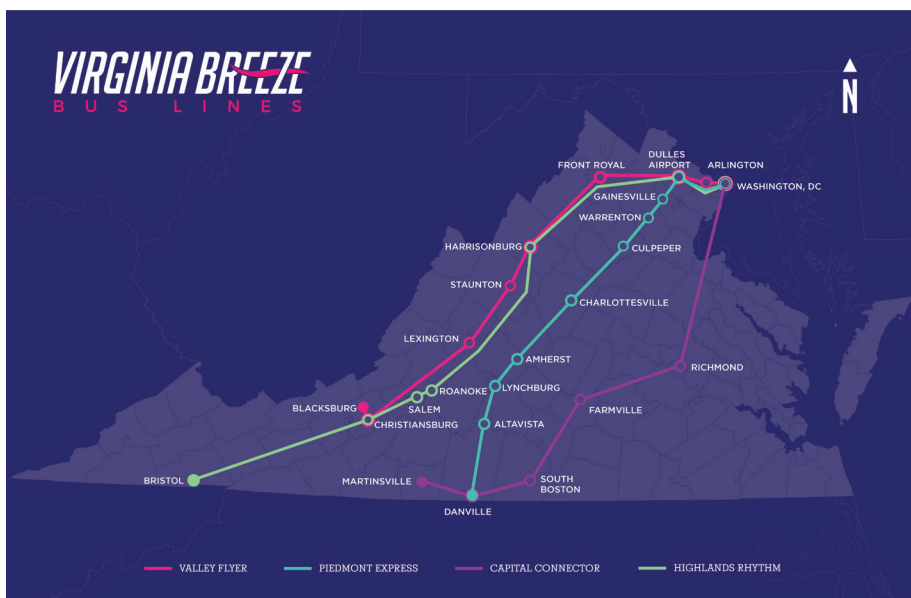 VIRGINIA BREEZE
BUS LINES
N
FRONT ROYAL
DULLES
AIRPORT
ARLINGTON
WASHINGTON, DC
GAINESVILLE
WARRENTON
HARRISONBURG
CULPEPER
STAUNTON
CHARLOTTESVILLE
LEXINGTON
AMHERST
RICHMOND
ROANOKE
LYNCHBURG
SALEM
BLACKSBURG
FARMVILLE
CHRISTIANSBURG
ALTAVISTA
BRISTOL
MARTINSVILLE
SOUTH
BOSTON
DANVILLE
VALLEY FLYER
PIEDMONT EXPRESS
CAPITAL CONNECTOR
HIGHLANDS RHYTHM